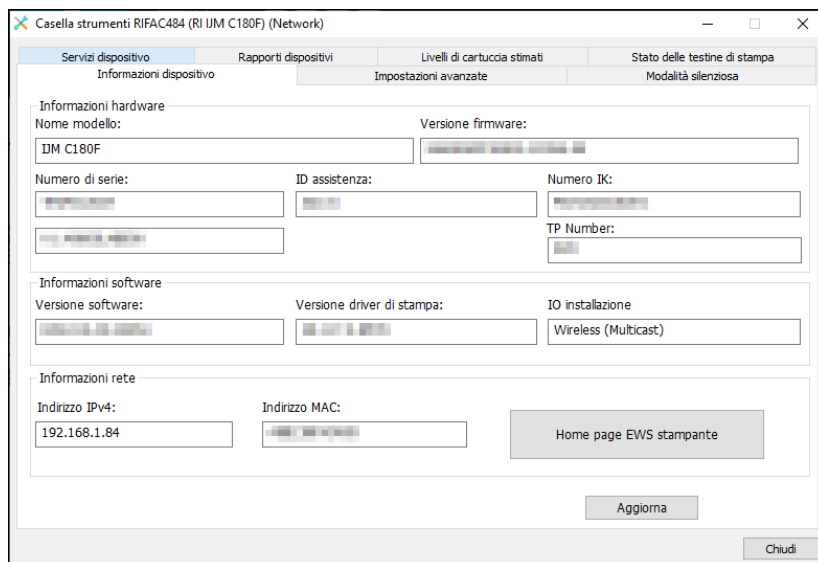 Casella strumenti RIFAC484 (RI IJM C180F) (Network)
Servizi dispositivo
Rapporti dispositivi
Livelli di cartuccia stimati
Stato delle testine di stampa
Informazioni dispositivo
Impostazioni avanzate
Modalità silenziosa
Informazioni hardware
Nome modello:
Versione firmware:
IJM C180F
Numero di serie:
ID assistenza:
Numero IK:
TP Number:
Informazioni software
Versione software:
Versione driver di stampa:
IO installazione
Wireless (Multicast)
Informazioni rete
Indirizzo IPv4:
Indirizzo MAC:
192.168.1.84
Home page EWS stampante
Aggiorna
Chiudi